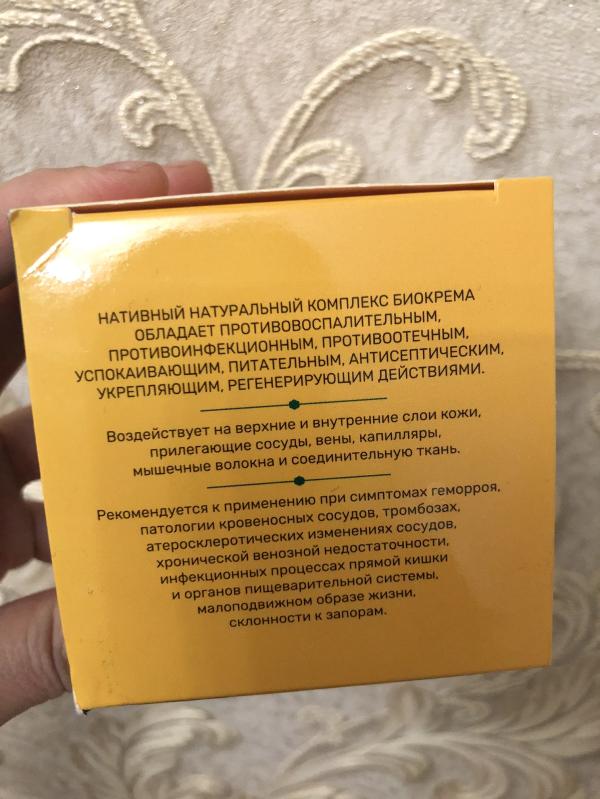 НАТИВНЫЙ НАТУРАЛЬНЫЙ КОМПЛЕКС БИОКРЕМА
ОБЛАДАЕТ ПРОТИВОВОСПАЛИТЕЛЬНЫМ,
ПРОТИВОИНФЕКЦИОННЫМ, ПРОТИВООТЕЧНЫМ,
УСПОКАИВАЮЩИМ, ПИТАТЕЛЬНЫМ, АНТИСЕПТИЧЕСКИМ,
УКРЕПЛЯЮЩИМ, РЕГЕНЕРИРУЮЩИМ ДЕЙСТВИЯМИ.
Воздействует на верхние и внутренние слои кожи,
прилегающие сосуды, вены, капилляры,
мышечные волокна и соединительную ткань.
Рекомендуется к применению при симптомах геморроя,
патологии кровеносных сосудов, тромбозах,
атеросклеротических изменениях сосудов,
хронической венозной недостаточности,
инфекционных процессах прямой кишки
и органов пищеварительной системы,
малоподвижном образе жизни,
склонности к запорам.